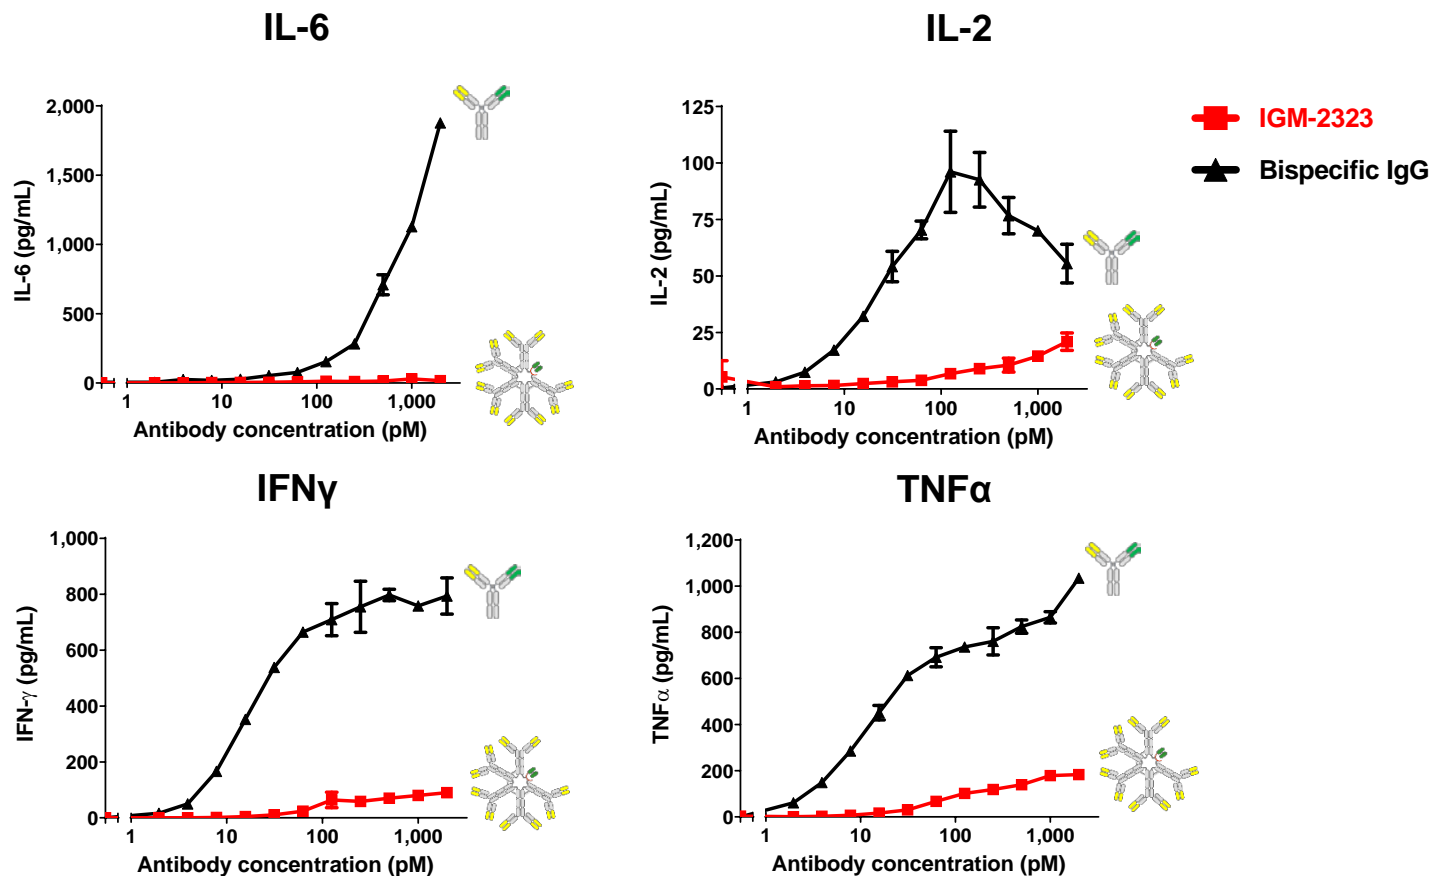 IL-6
IL-2
2,000
1,500
1,000
500
0
IL-6 (pg/mL)
1 10 100 1,000
Antibody concentration (pM)
125
100
75
50
25
0
IL-2 (pg/mL)
1 10 100 1,000
Antibody concentration (pM)
IGM-2323
Bispecific IgG
IFNγ
TNFα
1,000
800
600
400
200
0
IFN-γ (pg/mL)
1 10 100 1,000
Antibody concentration (pM)
1,200
1,000
800
600
400
200
0
TNFα (pg/mL)
1 10 100 1,000
Antibody concentration (pM)